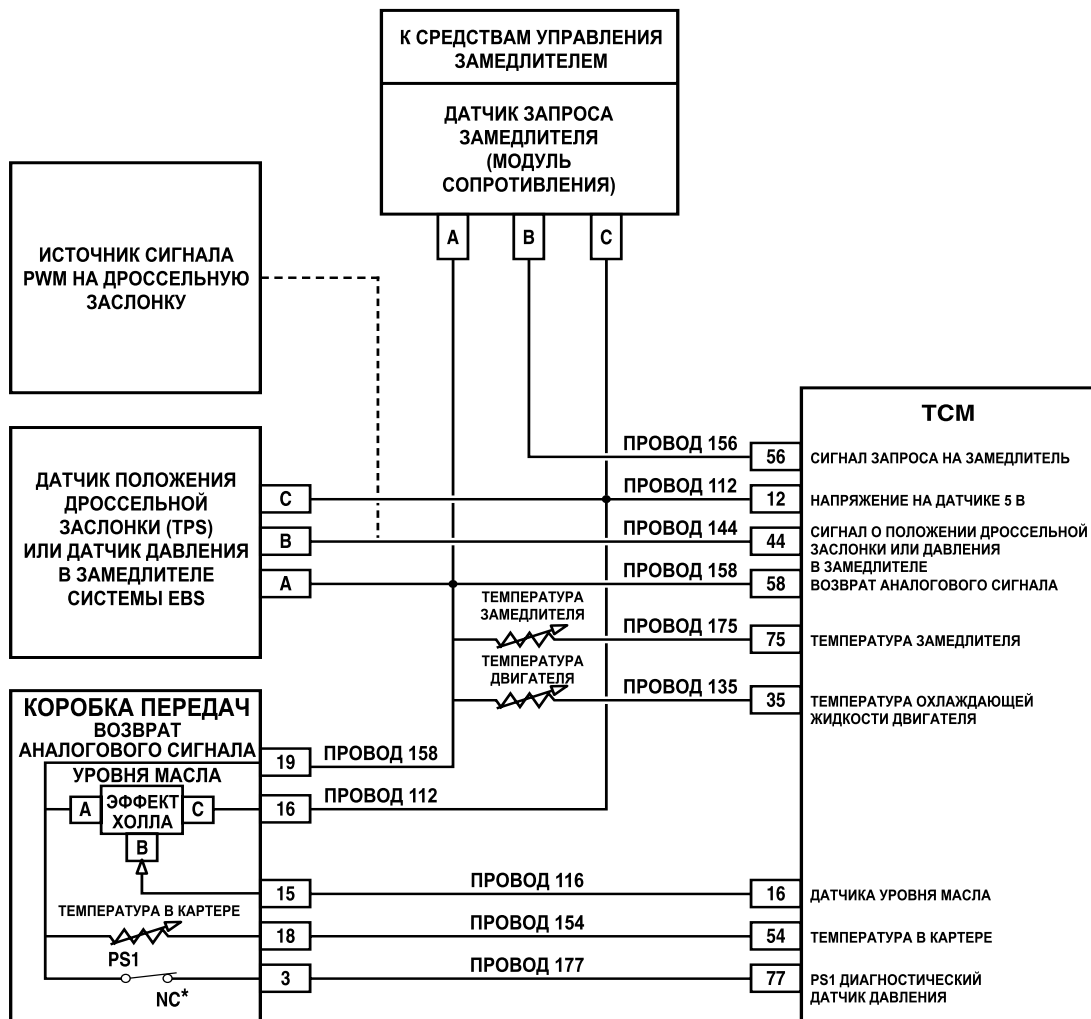 К СРЕДСТВАМ УПРАВЛЕНИЯ
ЗАМЕДЛИТЕЛЕМ
ДАТЧИК ЗАПРОСА
ЗАМЕДЛИТЕЛЯ
(МОДУЛЬ
СОПРОТИВЛЕНИЯ)
A
B
C
ИСТОЧНИК СИГНАЛА
PWM НА ДРОССЕЛЬНУЮ
ЗАСЛОНКУ
ДАТЧИК ПОЛОЖЕНИЯ
ДРОССЕЛЬНОЙ
ЗАСЛОНКИ (TPS)
ИЛИ ДАТЧИК ДАВЛЕНИЯ
В ЗАМЕДЛИТЕЛЕ
СИСТЕМЫ EBS
C
B
A
TCM
ПРОВОД 156
56
СИГНАЛ ЗАПРОСА НА ЗАМЕДЛИТЕЛЬ
ПРОВОД 112
12
НАПРЯЖЕНИЕ НА ДАТЧИКЕ 5 В
ПРОВОД 144
44
СИГНАЛ О ПОЛОЖЕНИИ ДРОССЕЛЬНОЙ
ЗАСЛОНКИ ИЛИ ДАВЛЕНИЯ
В ЗАМЕДЛИТЕЛЕ
ПРОВОД 158
58
ВОЗВРАТ АНАЛОГОВОГО СИГНАЛА
ТЕМПЕРАТУРА
ЗАМЕДЛИТЕЛЯ
ПРОВОД 175
75
ТЕМПЕРАТУРА ЗАМЕДЛИТЕЛЯ
ТЕМПЕРАТУРА
ДВИГАТЕЛЯ
ПРОВОД 135
35
ТЕМПЕРАТУРА ОХЛАЖДАЮЩЕЙ
ЖИДКОСТИ ДВИГАТЕЛЯ
КОРОБКА ПЕРЕДАЧ
ВОЗВРАТ
АНАЛОГОВОГО СИГНАЛА
19
ПРОВОД 158
УРОВНЯ МАСЛА
A
ЭФФЕКТ
ХОЛЛА
C
B
16
ПРОВОД 112
15
ПРОВОД 116
16
ДАТЧИКА УРОВНЯ МАСЛА
ТЕМПЕРАТУРА В КАРТЕРЕ
18
ПРОВОД 154
54
ТЕМПЕРАТУРА В КАРТЕРЕ
PS1
NC*
3
ПРОВОД 177
77
PS1 ДИАГНОСТИЧЕСКИЙ
ДАТЧИК ДАВЛЕНИЯ